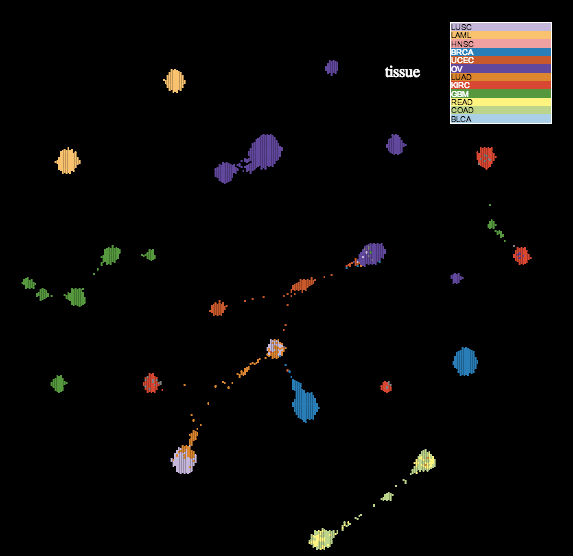 tissue
LUSC
LAML
HNSC
BRCA
UCEC
OV
LUAD
KIRC
GBM
READ
COAD
BLCA